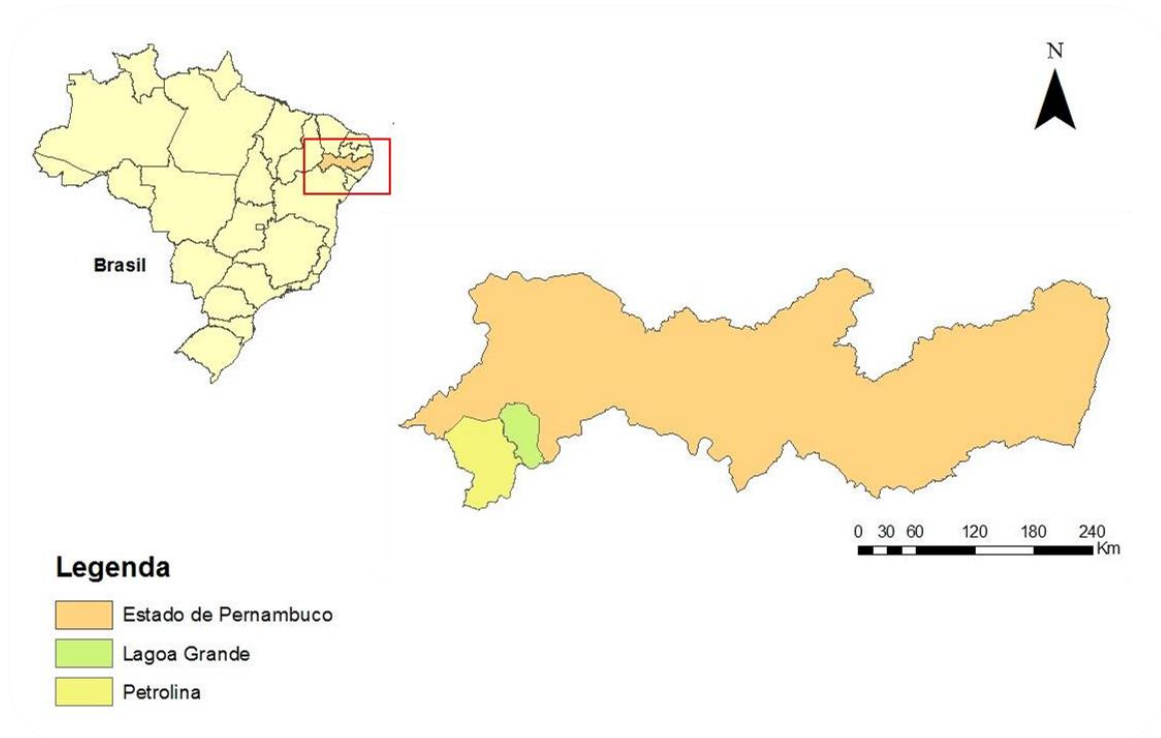 N
Brasil
0 30 60 120 180 240
Km
Legenda
Estado de Pernambuco
Lagoa Grande
Petrolina